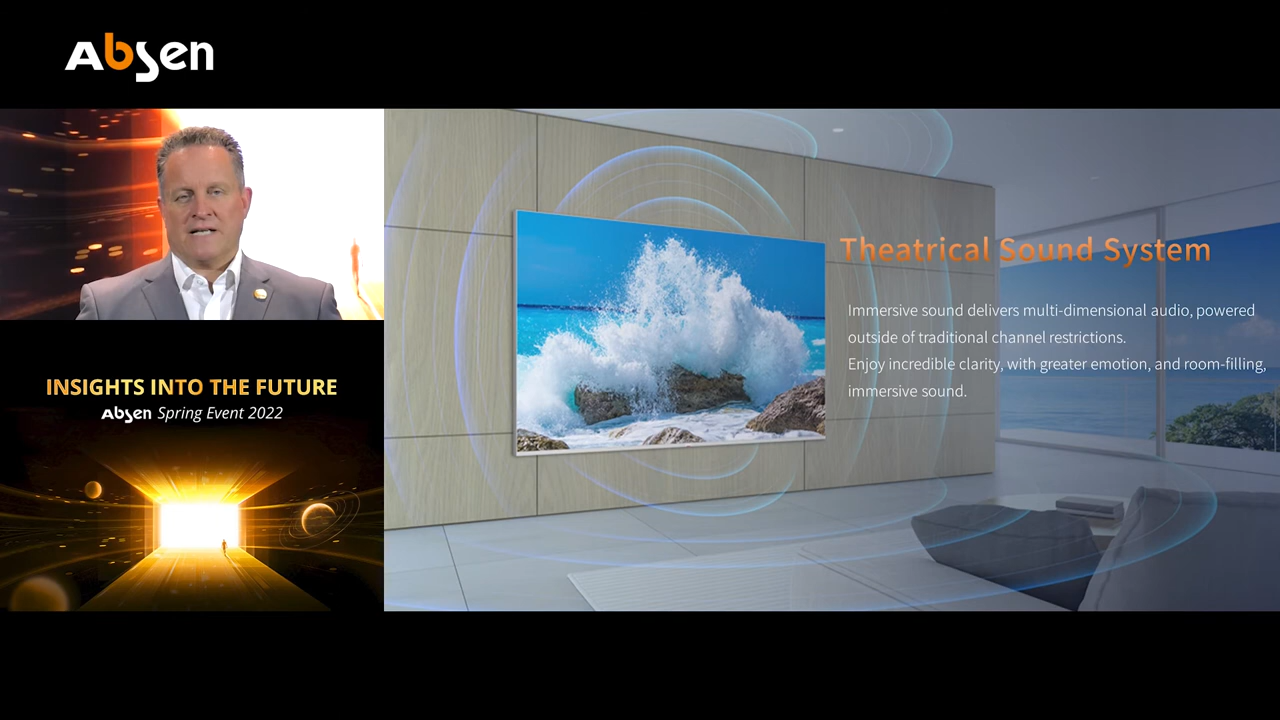 Absen
INSIGHTS INTO THE FUTURE
Absen Spring Event 2022
Theatrical Sound System
Immersive sound delivers multi-dimensional audio, powered
outside of traditional channel restrictions.
Enjoy incredible clarity, with greater emotion, and room-filling,
immersive sound.